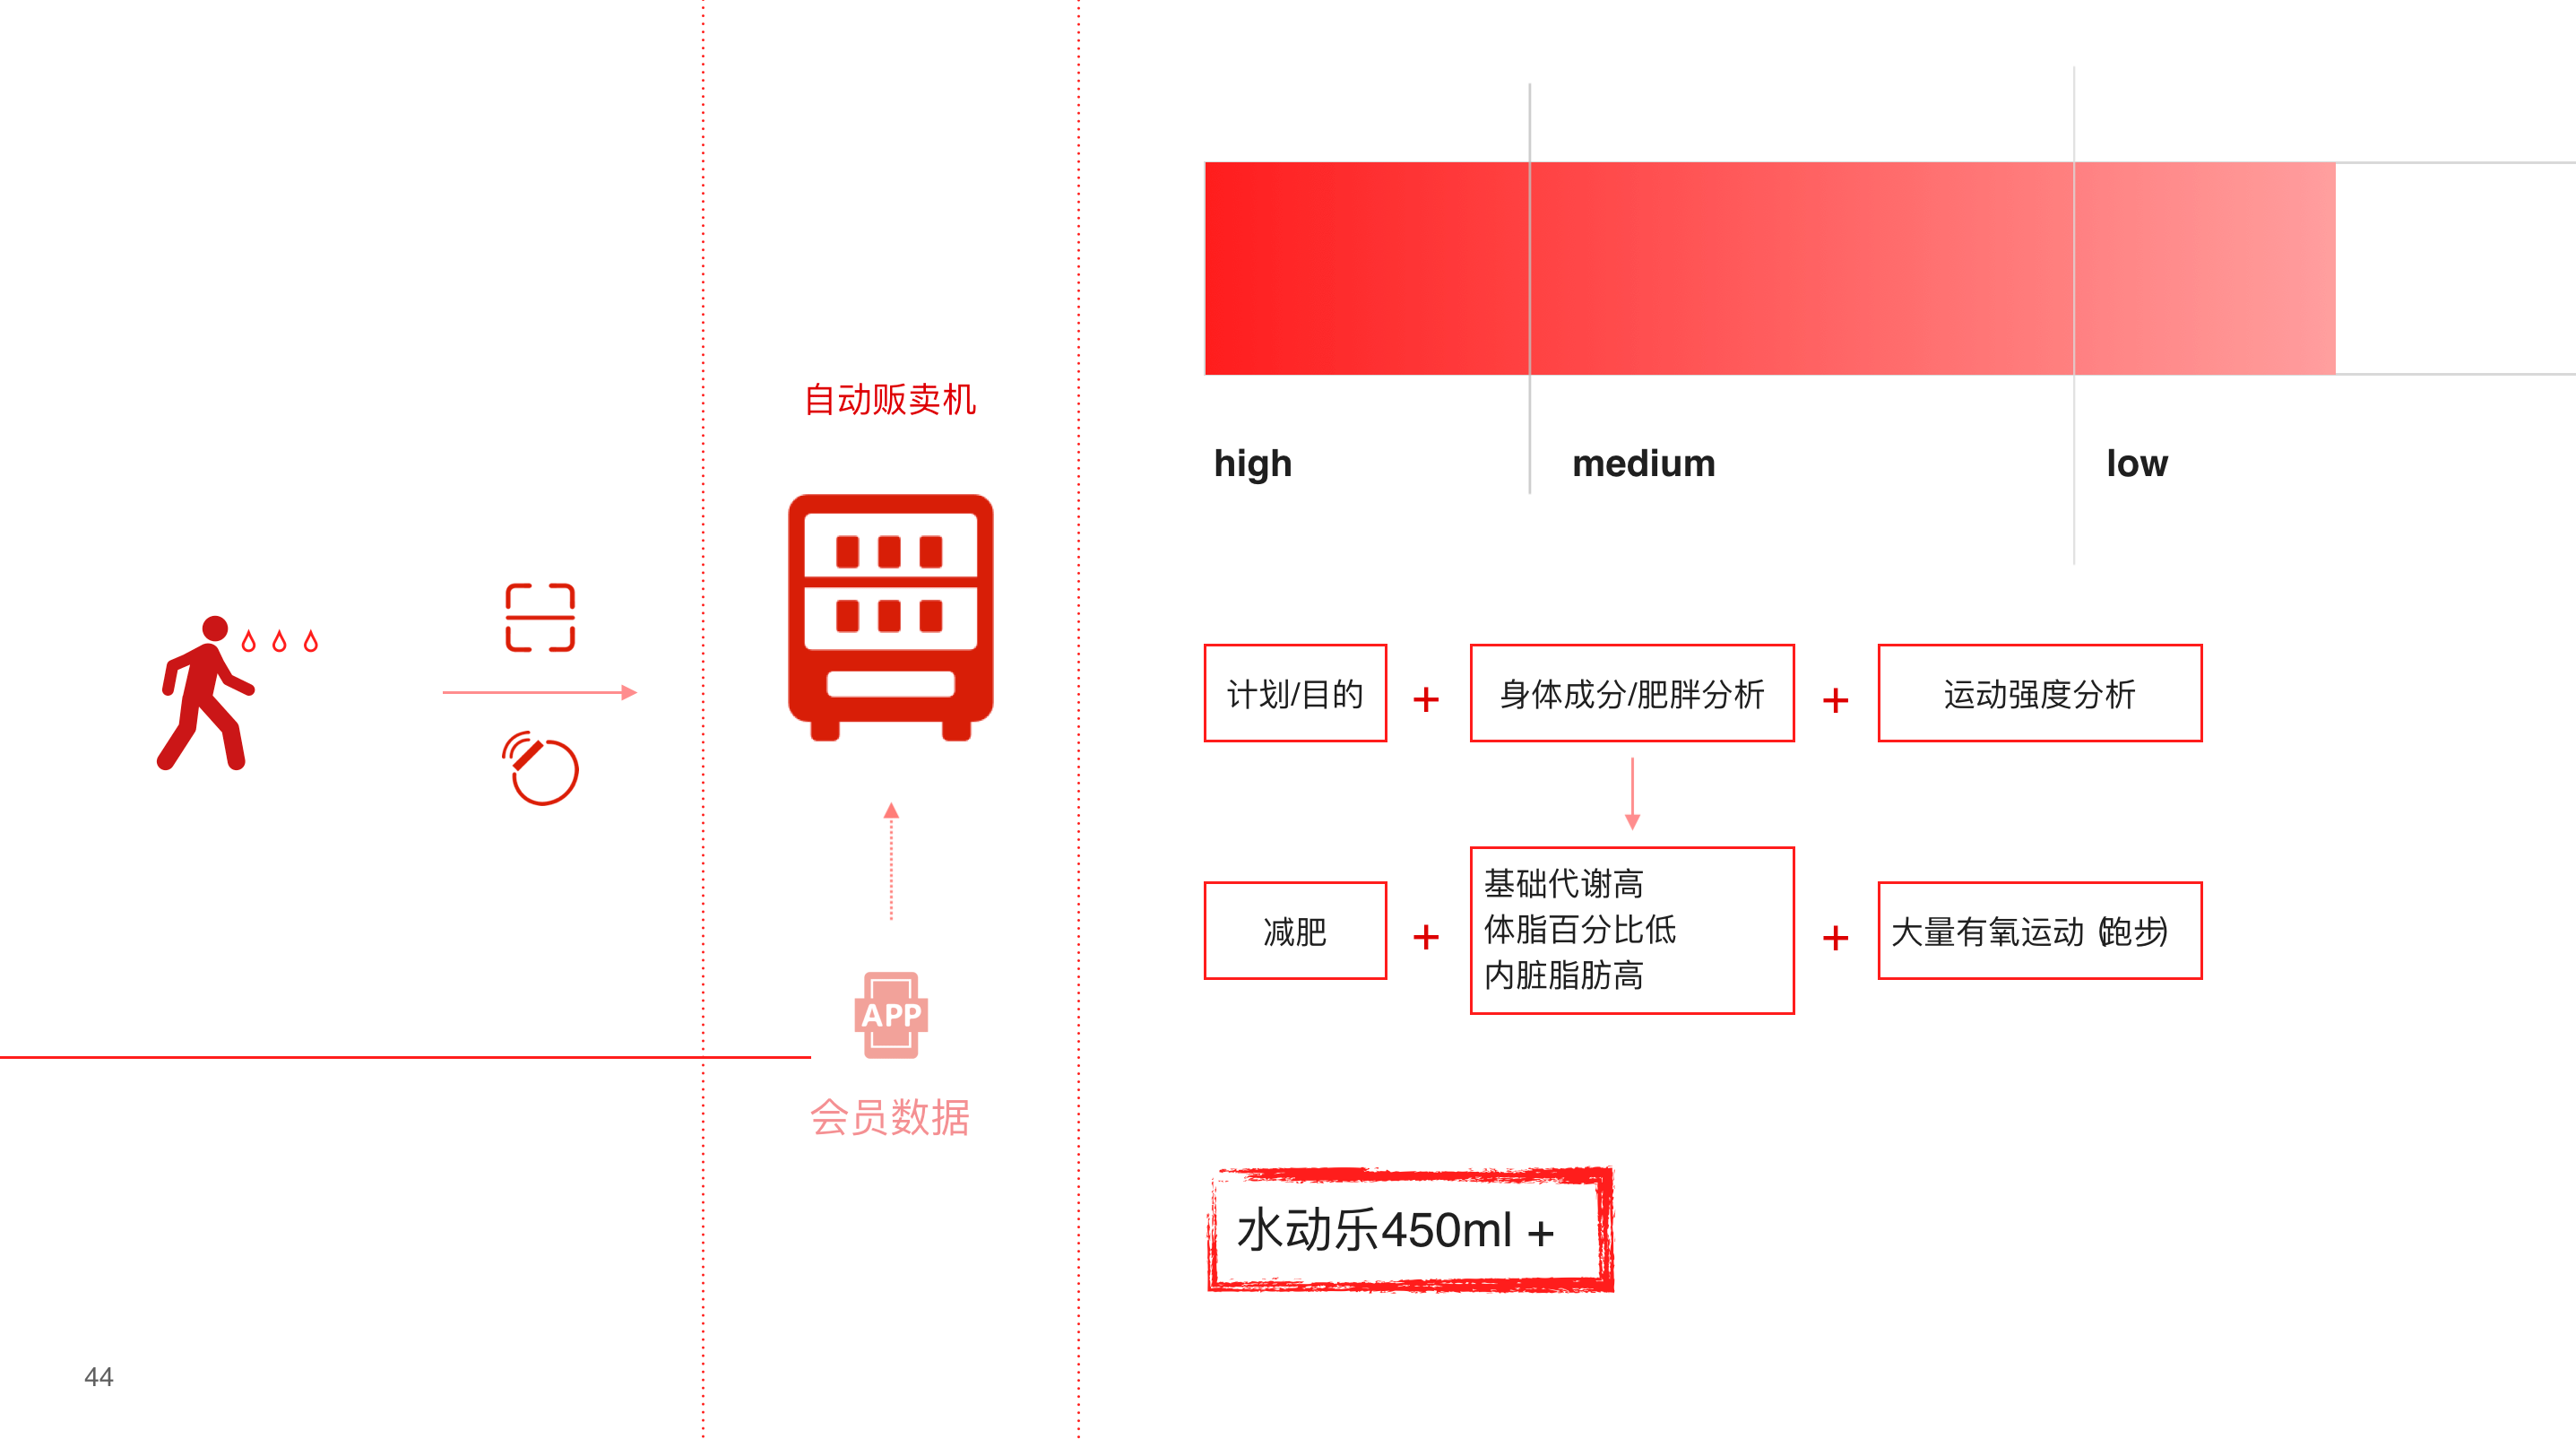 自动贩卖机
high
medium
low
计划/目的
+
身体成分/肥胖分析
+
运动强度分析
减肥
+
基础代谢高
体脂百分比低
内脏脂肪高
+
大量有氧运动（跑步）
APP
会员数据
水动乐450ml +
44